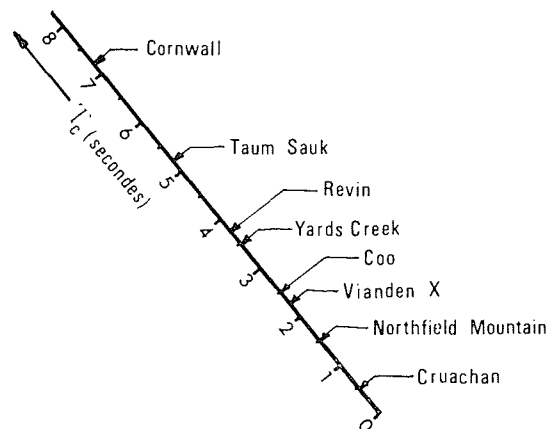 8
Cornwall
7
Tc (secondes)
6
Taum Sauk
5
Revin
4
Yards Creek
3
Coo
Vianden X
2
Northfield Mountain
1
Cruachan
0